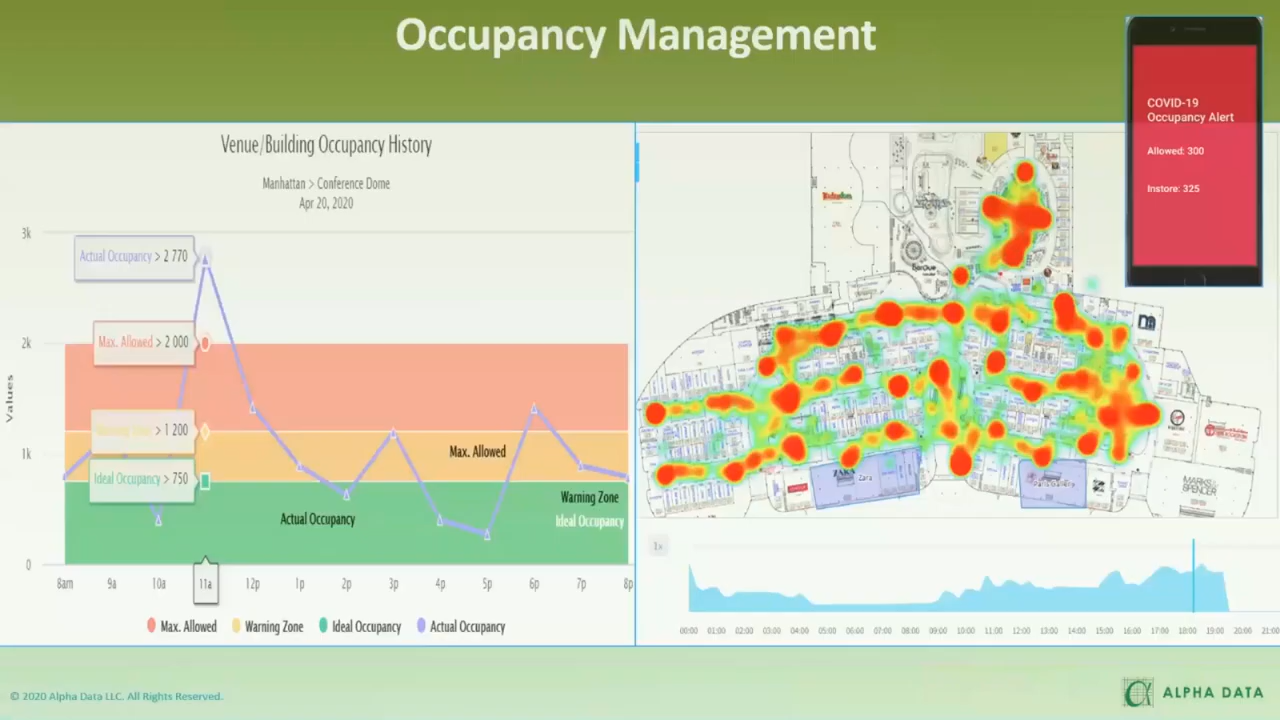 Occupancy Management
COVID-19
Occupancy Alert
Allowed: 300
Instore: 325
Venue/Building Occupancy History
Manhattan > Conference Dome
Apr 20, 2020
3k
2k
1k
0
Values
Actual Occupancy > 2 770
Max. Allowed > 2 000
> 1 200
Ideal Occupancy > 750
Max. Allowed
Warning Zone
Ideal Occupancy
Actual Occupancy
8am 9a 10a 11a 12p 1p 2p 3p 4p 5p 6p 7p 8p
Max. Allowed Warning Zone Ideal Occupancy Actual Occupancy
ZARA
Zara
MARKS &
SPENCER
1x
00:00 01:00 02:00 03:00 04:00 05:00 06:00 07:00 08:00 09:00 10:00 11:00 12:00 13:00 14:00 15:00 16:00 17:00 18:00 19:00 20:00 21:00
© 2020 Alpha Data LLC. All Rights Reserved.
ALPHA DATA